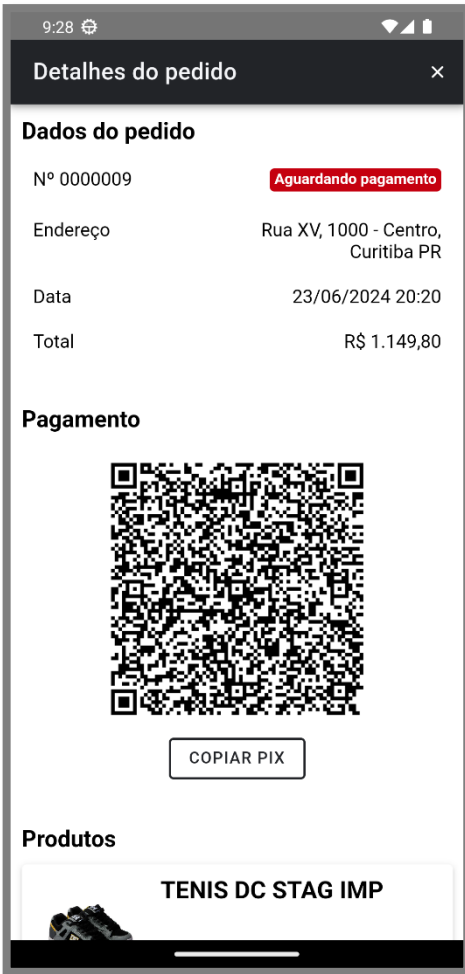 9:28
Detalhes do pedido
Dados do pedido
Nº 0000009
Aguardando pagamento
Endereço
Rua XV, 1000 - Centro,
Curitiba PR
Data
23/06/2024 20:20
Total
R$ 1.149,80
Pagamento
COPIAR PIX
Produtos
TENIS DC STAG IMP